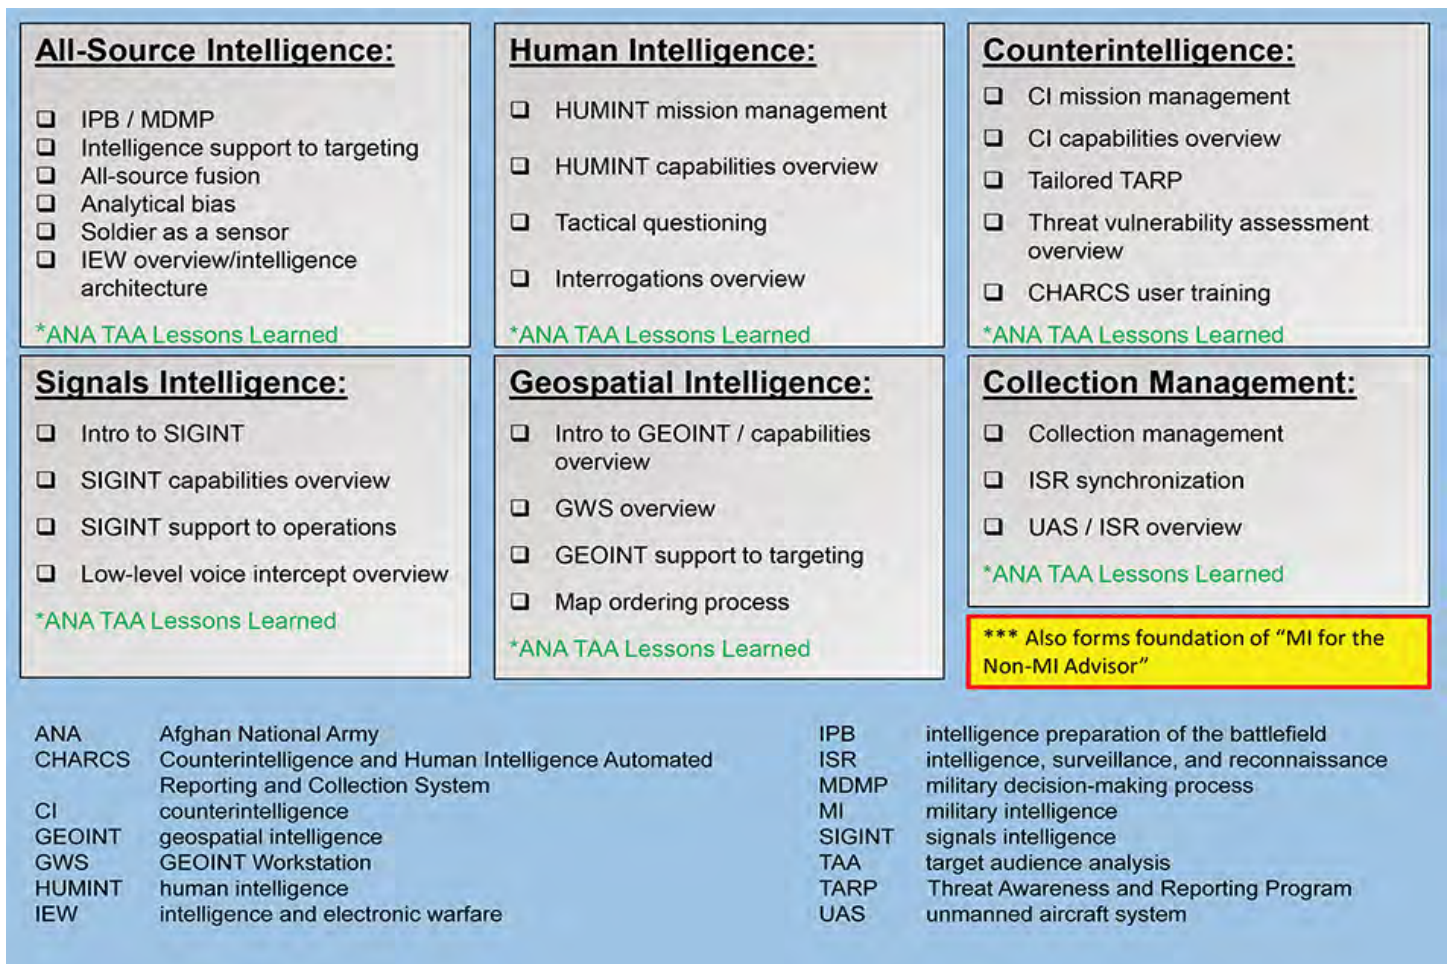 All-Source Intelligence:
IPB / MDMP
Intelligence support to targeting
All-source fusion
Analytical bias
Soldier as a sensor
IEW overview/intelligence
architecture
*ANA TAA Lessons Learned
Human Intelligence:
HUMINT mission management
HUMINT capabilities overview
Tactical questioning
Interrogations overview
*ANA TAA Lessons Learned
Counterintelligence:
CI mission management
CI capabilities overview
Tailored TARP
Threat vulnerability assessment
overview
CHARCS user training
*ANA TAA Lessons Learned
Signals Intelligence:
Intro to SIGINT
SIGINT capabilities overview
SIGINT support to operations
Low-level voice intercept overview
*ANA TAA Lessons Learned
Geospatial Intelligence:
Intro to GEOINT / capabilities
overview
GWS overview
GEOINT support to targeting
Map ordering process
*ANA TAA Lessons Learned
Collection Management:
Collection management
ISR synchronization
UAS / ISR overview
*ANA TAA Lessons Learned
*** Also forms foundation of “MI for the
Non-MI Advisor”
ANA Afghan National Army
CHARCS Counterintelligence and Human Intelligence Automated
Reporting and Collection System
CI counterintelligence
GEOINT geospatial intelligence
GWS GEOINT Workstation
HUMINT human intelligence
IEW intelligence and electronic warfare
IPB intelligence preparation of the battlefield
ISR intelligence, surveillance, and reconnaissance
MDMP military decision-making process
MI military intelligence
SIGINT signals intelligence
TAA target audience analysis
TARP Threat Awareness and Reporting Program
UAS unmanned aircraft system